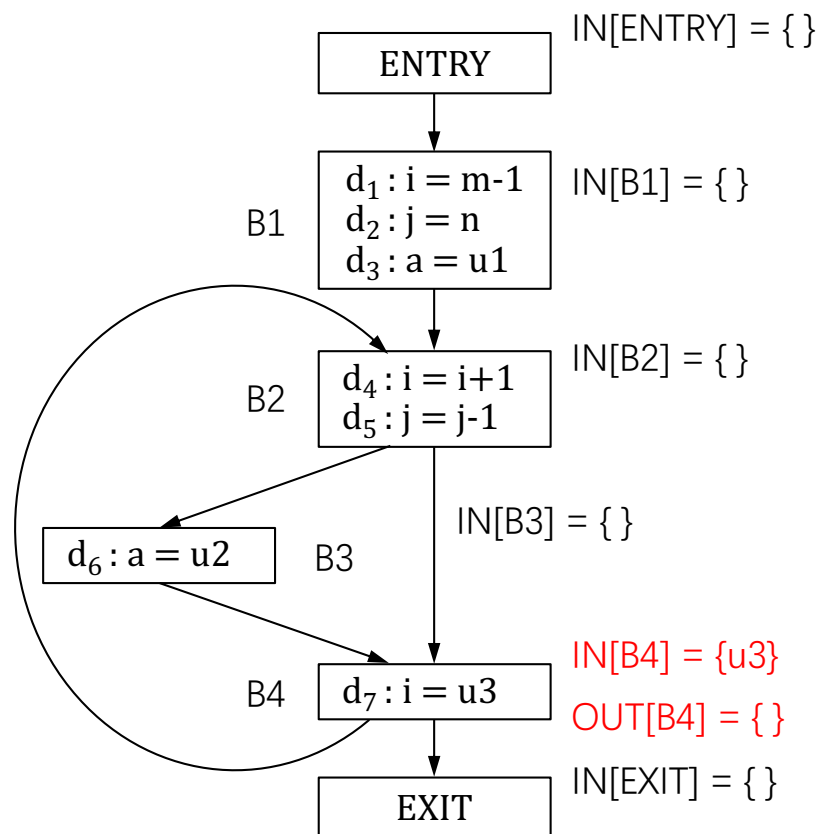 IN[ENTRY] = { }
ENTRY
d₁ : i = m-1
IN[B1] = { }
B1
d₂ : j = n
d₃ : a = u1
IN[B2] = { }
d₄ : i = i+1
B2
d₅ : j = j-1
IN[B3] = { }
d₆ : a = u2
B3
IN[B4] = {u3}
B4
d₇ : i = u3
OUT[B4] = { }
IN[EXIT] = { }
EXIT